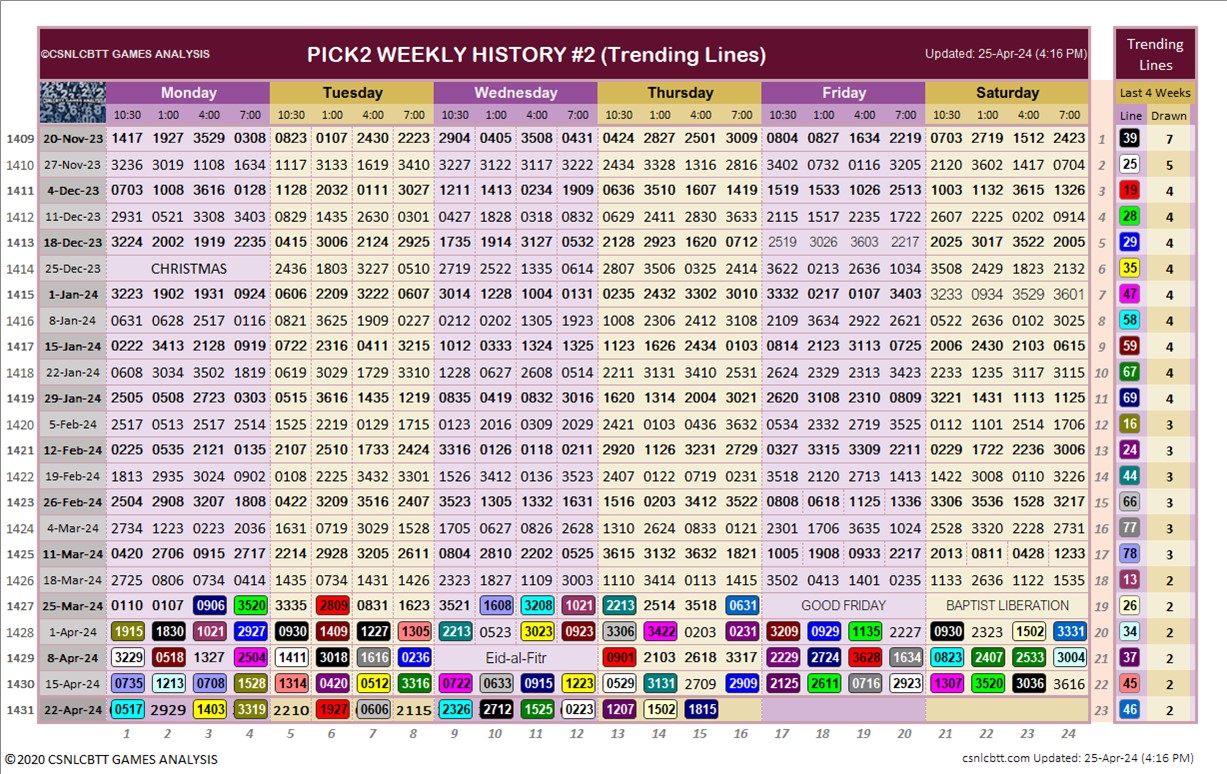 Trending
©CSNLCBTT GAMES ANALYSIS PICK2 WEEKLY HISTORY #2 (Trending Lines) Updated: 25-Apr-24 (4:16 PM)
Lines
Monday Tuesday Wednesday Thursday Friday Saturday Last 4 Weeks
10:30 1:00 4:00 7:00 10:30 1:00 4:00 7:00 10:30 1:00 4:00 7:00 10:30 1:00 4:00 7:00 10:30 1:00 4:00 7:00 10:30 1:00 4:00 7:00 Line Drawn
1409 20-Nov-23 1417 1927 3529 0308 0823 0107 2430 2223 2904 0405 3508 0431 0424 2827 2501 3009 0804 0827 1634 2219 0703 2719 1512 2423 1 39 7
1410 27-Nov-23 3236 3019 1108 1634 1117 3133 1619 3410 3227 3122 3117 3222 2434 3328 1316 2816 3402 0732 0116 3205 2120 3602 1417 0704 2 25 5
1411 4-Dec-23 0703 1008 3616 0128 1128 2032 0111 3027 1211 1413 0234 1909 0636 3510 1607 1419 1519 1533 1026 2513 1003 1132 3615 1326 3 19 4
1412 11-Dec-23 2931 0521 3308 3403 0829 1435 2630 0301 0427 1828 0318 0832 0629 2411 2830 3633 2115 1517 2235 1722 2607 2225 0202 0914 4 28 4
1413 18-Dec-23 3224 2002 1919 2235 0415 3006 2124 2925 1735 1914 3127 0532 2128 2923 1620 0712 2519 3026 3603 2217 2025 3017 3522 2005 5 29 4
1414 25-Dec-23 CHRISTMAS 2436 1803 3227 0510 2719 2522 1335 0614 2807 3506 0325 2414 3622 0213 2636 1034 3508 2429 1823 2132 6 35 4
1415 1-Jan-24 3223 1902 1931 0924 0606 2209 3222 0607 3014 1228 1004 0131 0235 2432 0702 3010 3332 0217 0107 3403 3233 0934 3529 3601 7 47 4
1416 8-Jan-24 0631 0628 2517 0116 0821 3625 1909 0227 0212 0202 1305 1923 1008 2306 2412 3108 2109 3634 2922 2621 0522 2636 0102 3025 8 58 4
1417 15-Jan-24 0222 3413 2128 0919 0722 2316 0411 3215 1012 0333 1324 1325 1123 1626 2434 0103 0814 2123 3113 0725 2006 2430 2103 0615 9 59 4
1418 22-Jan-24 0608 3034 3502 1819 0619 3029 1729 3310 1228 0627 2608 0514 2211 3131 3410 2531 2624 3423 2329 1513 2233 1235 3117 3115 10 67 4
1419 29-Jan-24 2505 0508 2723 0303 0515 3616 1435 1219 0835 0419 0832 3016 1620 1314 2004 3021 2620 3108 2310 0809 3221 1431 1113 1125 11 69 4
1420 5-Feb-24 2517 0513 2517 2514 1525 2219 0129 1715 0123 2016 0309 2029 2421 0103 0436 3632 0534 2332 2719 3525 0112 1101 2514 1706 12 16 3
1421 12-Feb-24 0225 0535 2121 0135 2107 2510 1733 2424 3316 0126 0118 0211 2920 1126 3231 2729 0327 3315 3309 2211 0229 1722 2236 3006 13 24 3
1422 19-Feb-24 1813 2935 3024 0902 0108 2225 3432 3307 1526 3412 0136 3523 2407 0122 0719 0231 3518 2120 2713 1413 1422 3008 0110 3226 14 44 3
1423 26-Feb-24 2504 2908 3207 1808 0422 3209 3516 2407 3523 1305 1332 1631 1516 0203 3412 3522 0808 0618 1125 1336 3306 3536 1528 3217 15 66 3
1424 4-Mar-24 2734 1223 0223 2036 1631 0719 3029 1528 1705 0627 0826 2628 1310 2624 0833 0121 2301 1706 3635 1024 2528 3320 2228 2731 16 77 3
1425 11-Mar-24 0420 2706 0915 2717 2214 2928 3205 2611 0804 2810 2202 0525 3615 3132 3632 1821 1005 1908 0933 2217 2013 0811 0428 1233 17 78 3
1426 18-Mar-24 2725 0806 0734 0414 1435 0734 1431 1426 2323 1827 1109 3003 1110 3414 0113 1415 3502 0413 1401 0235 1133 2636 1122 1535 18 13 2
1427 25-Mar-24 0110 0107 0906 3520 3335 2809 0831 1623 3521 1608 3208 1021 2213 2514 3518 0631 GOOD FRIDAY BAPTIST LIBERATION 19 26 2
1428 1-Apr-24 1915 1830 1021 2927 0930 1409 1227 1305 2213 0523 3023 0923 3306 3422 0203 0231 3209 0929 1135 2227 0930 2323 1502 3331 20 34 2
1429 8-Apr-24 3229 0518 1327 2504 1411 3018 1616 0236 Eid-al-Fitr 0901 2103 2618 3317 2229 2724 3628 1634 0823 2407 2533 3004 21 37 2
1430 15-Apr-24 0735 1213 0708 1528 1314 0420 0512 3316 0722 0633 0915 1223 0529 3131 2709 2909 2125 2611 0716 2923 1307 3520 3036 3616 22 45 2
1431 22-Apr-24 0517 2929 1403 3319 2210 1927 0606 2115 2326 2712 1525 0223 1207 1502 1815 23 46 2
1 2 3 4 5 6 7 8 9 10 11 12 13 14 15 16 17 18 19 20 21 22 23 24
©2020 CSNLCBTT GAMES ANALYSIS csnlcbtt.com Updated: 25-Apr-24 (4:16 PM)